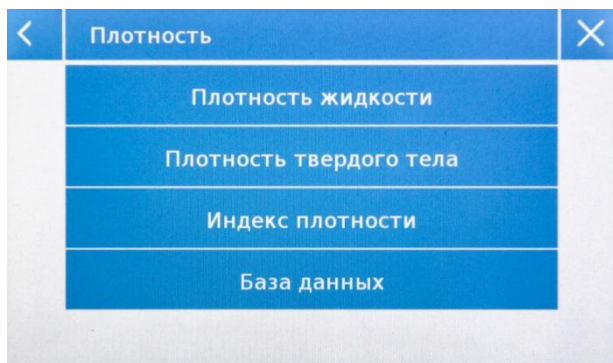 Плотность
Плотность жидкости
Плотность твердого тела
Индекс плотности
База данных